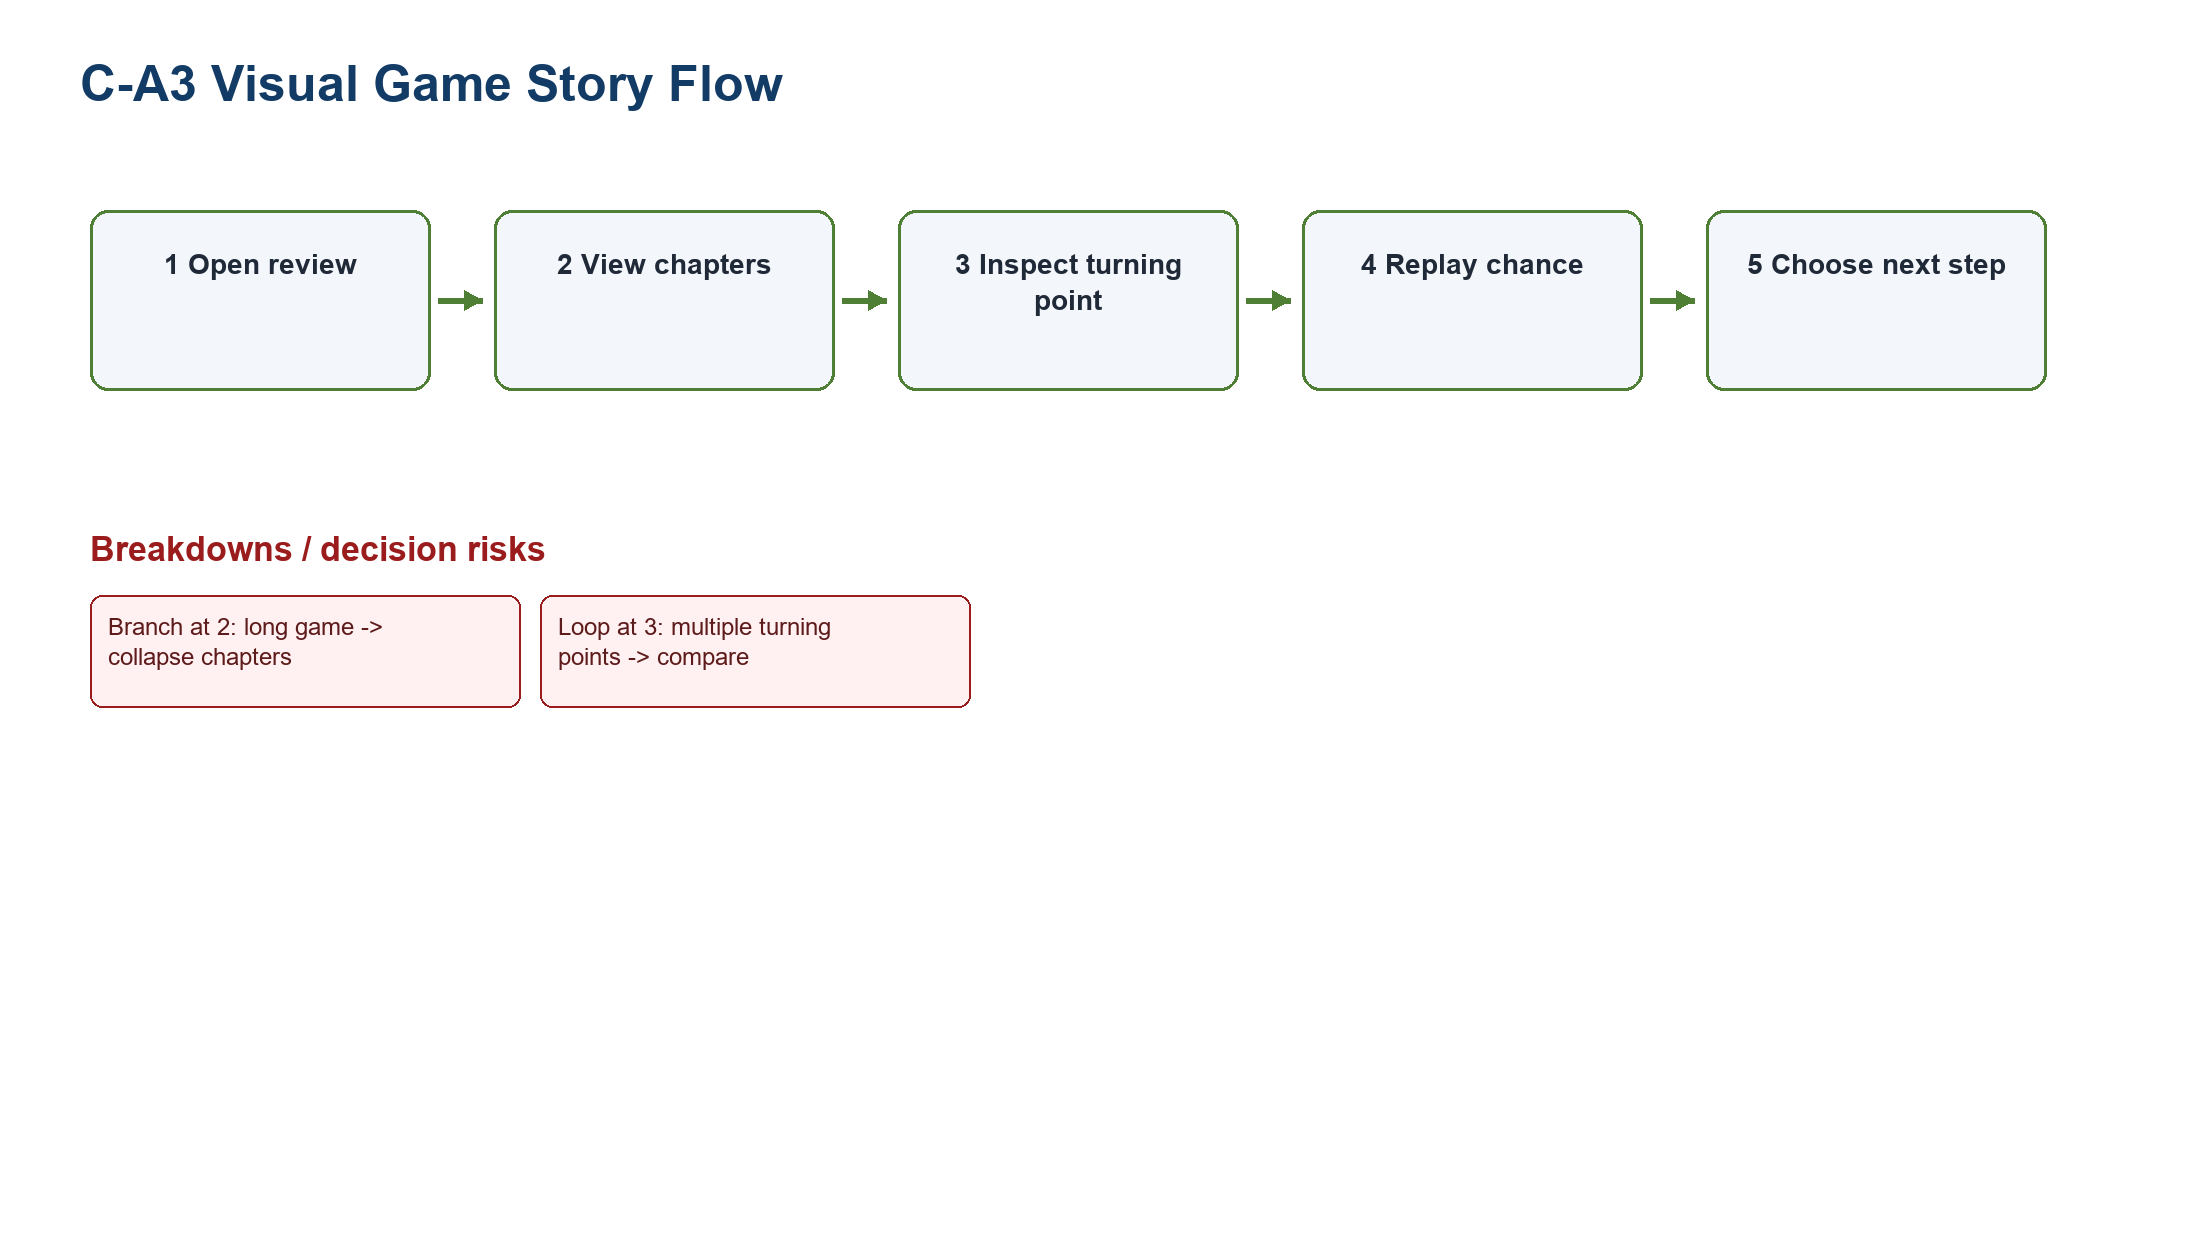 C-A3 Visual Game Story Flow
1 Open review
2 View chapters
3 Inspect turning
point
4 Replay chance
5 Choose next step
Breakdowns / decision risks
Branch at 2: long game ->
collapse chapters
Loop at 3: multiple turning
points -> compare